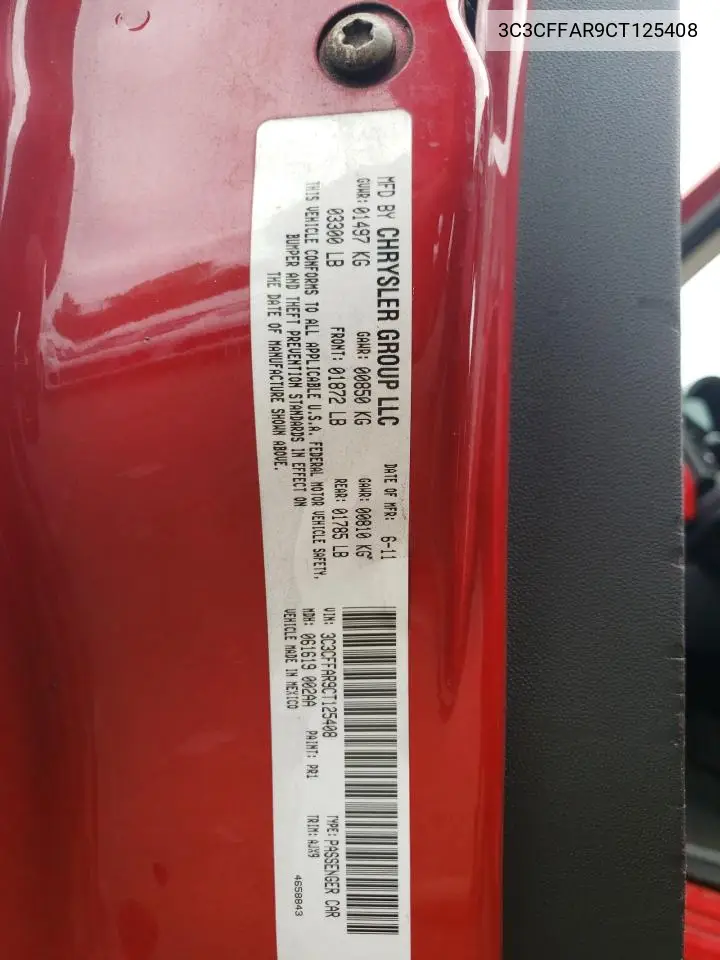 3C3CFFAR9CT125408
MFD BY CHRYSLER GROUP LLC
DATE OF MFR: 6-11
GVWR: 01497 KG
GAWR: 00850 KG
GAWR: 00810 KG
03300 LB
FRONT: 01872 LB
REAR: 01785 LB
THIS VEHICLE CONFORMS TO ALL APPLICABLE U.S.A. FEDERAL MOTOR VEHICLE SAFETY,
BUMPER AND THEFT PREVENTION STANDARDS IN EFFECT ON
THE DATE OF MANUFACTURE SHOWN ABOVE.
VIN: 3C3CFFAR9CT125408
TYPE: PASSENGER CAR
MDH: 061619 002AA
PAINT: PR1
TRIM: AJX9
VEHICLE MADE IN MEXICO
4658843